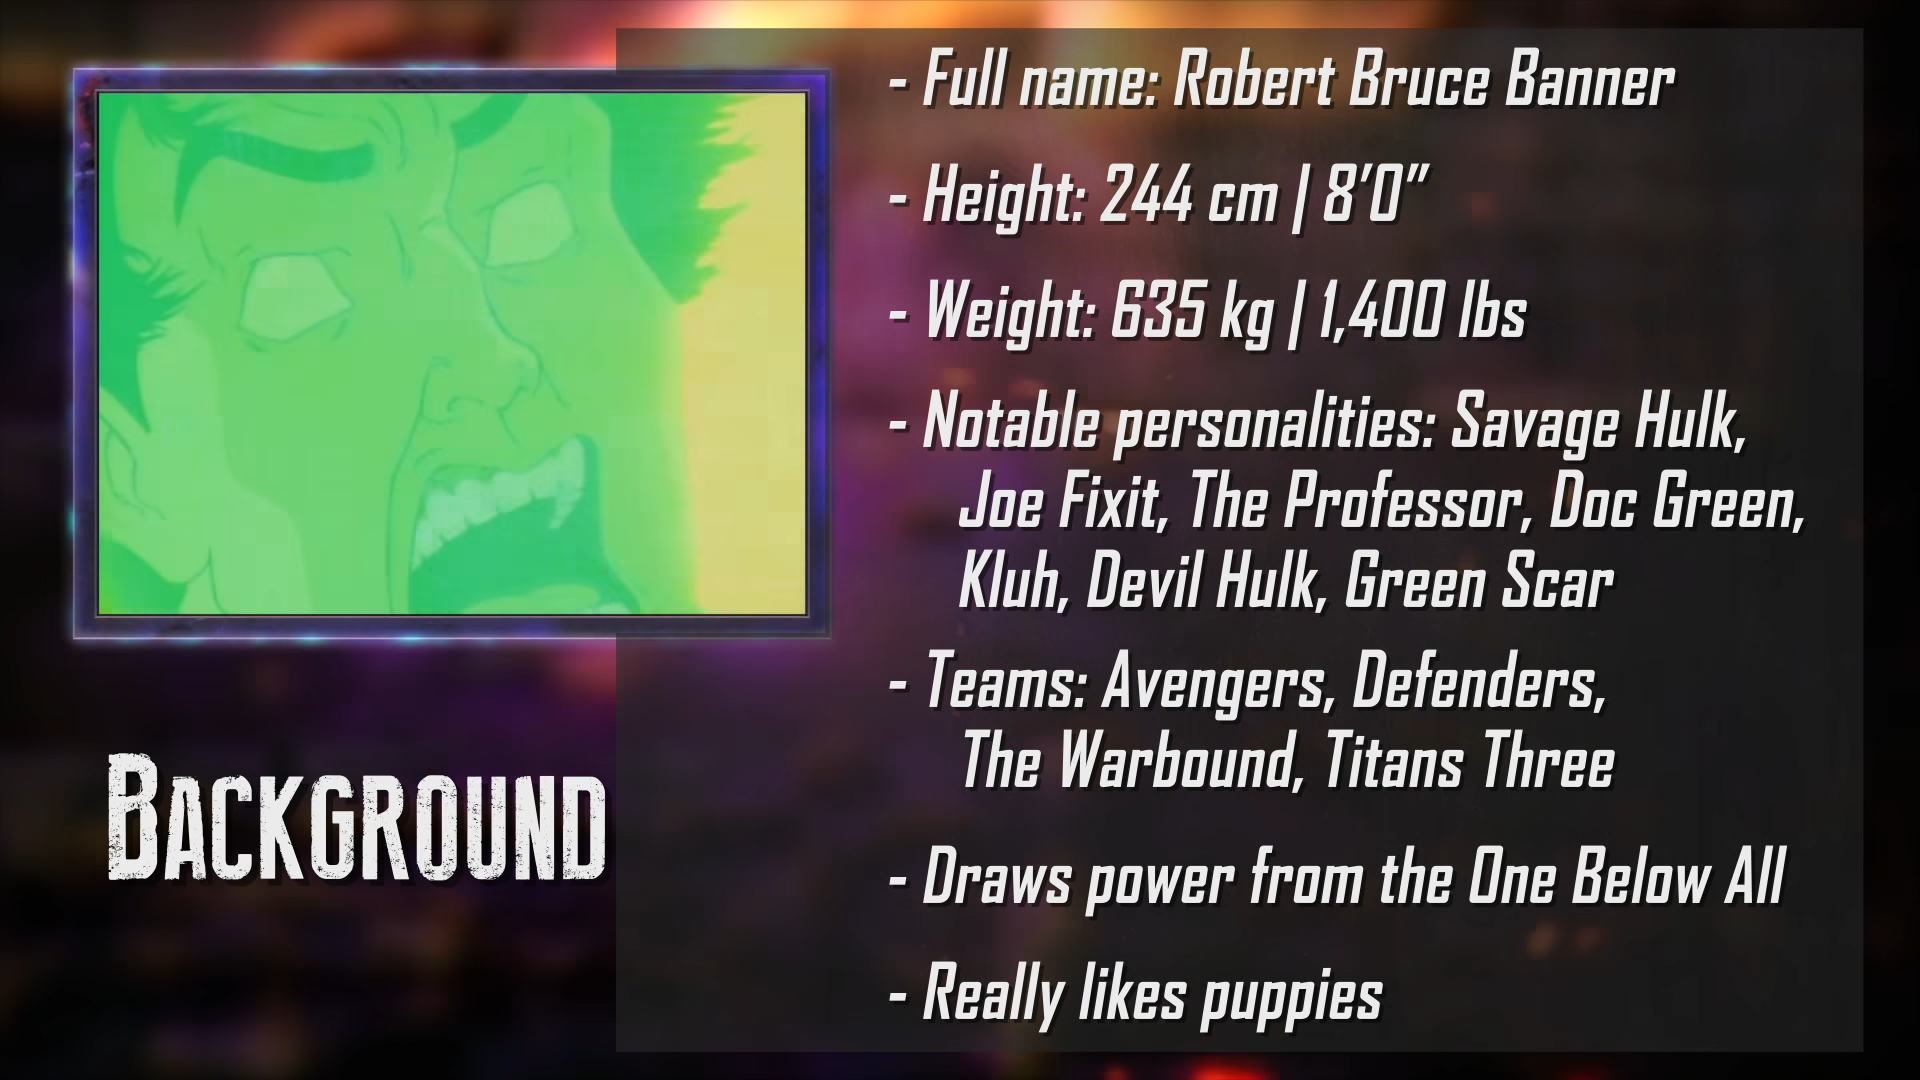 - Full name: Robert Bruce Banner
- Height: 244 cm | 8'0"
- Weight: 635 kg | 1,400 lbs
- Notable personalities: Savage Hulk,
Joe Fixit, The Professor, Doc Green,
Kluh, Devil Hulk, Green Scar
- Teams: Avengers, Defenders,
The Warbound, Titans Three
- Draws power from the One Below All
- Really likes puppies
Background